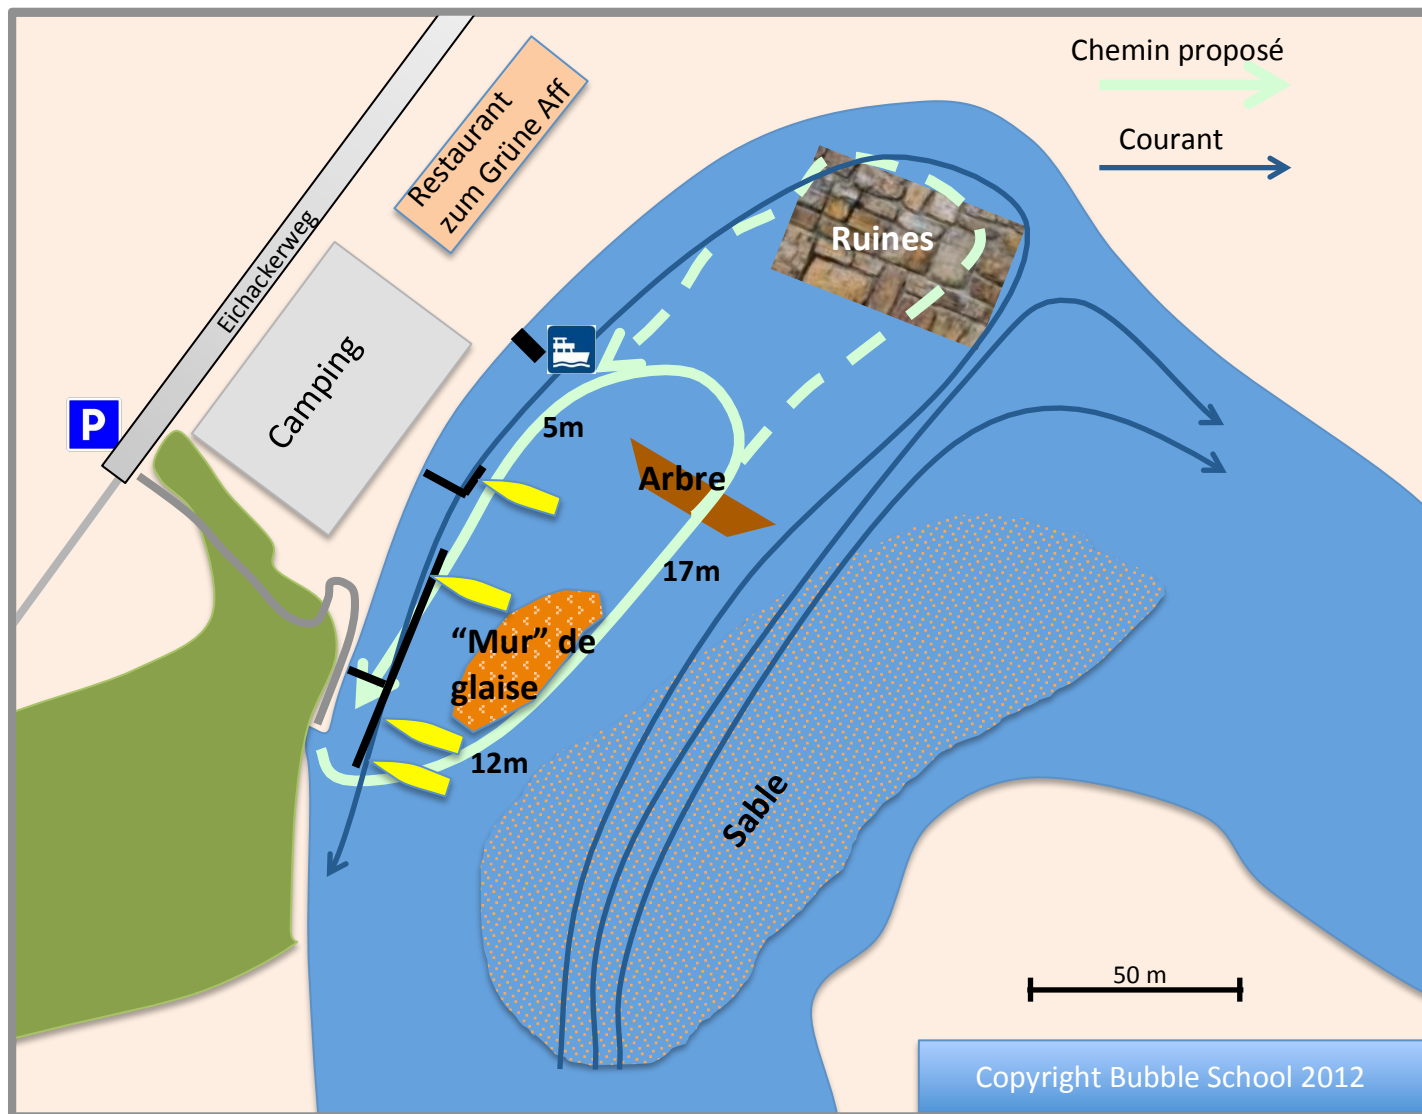 Chemin proposé
Courant
Restaurant
zum Grüne Aff
Eichackerweg
Ruines
Camping
P
5m
Arbre
17m
“Mur” de
glaise
12m
Sable
50 m
Copyright Bubble School 2012